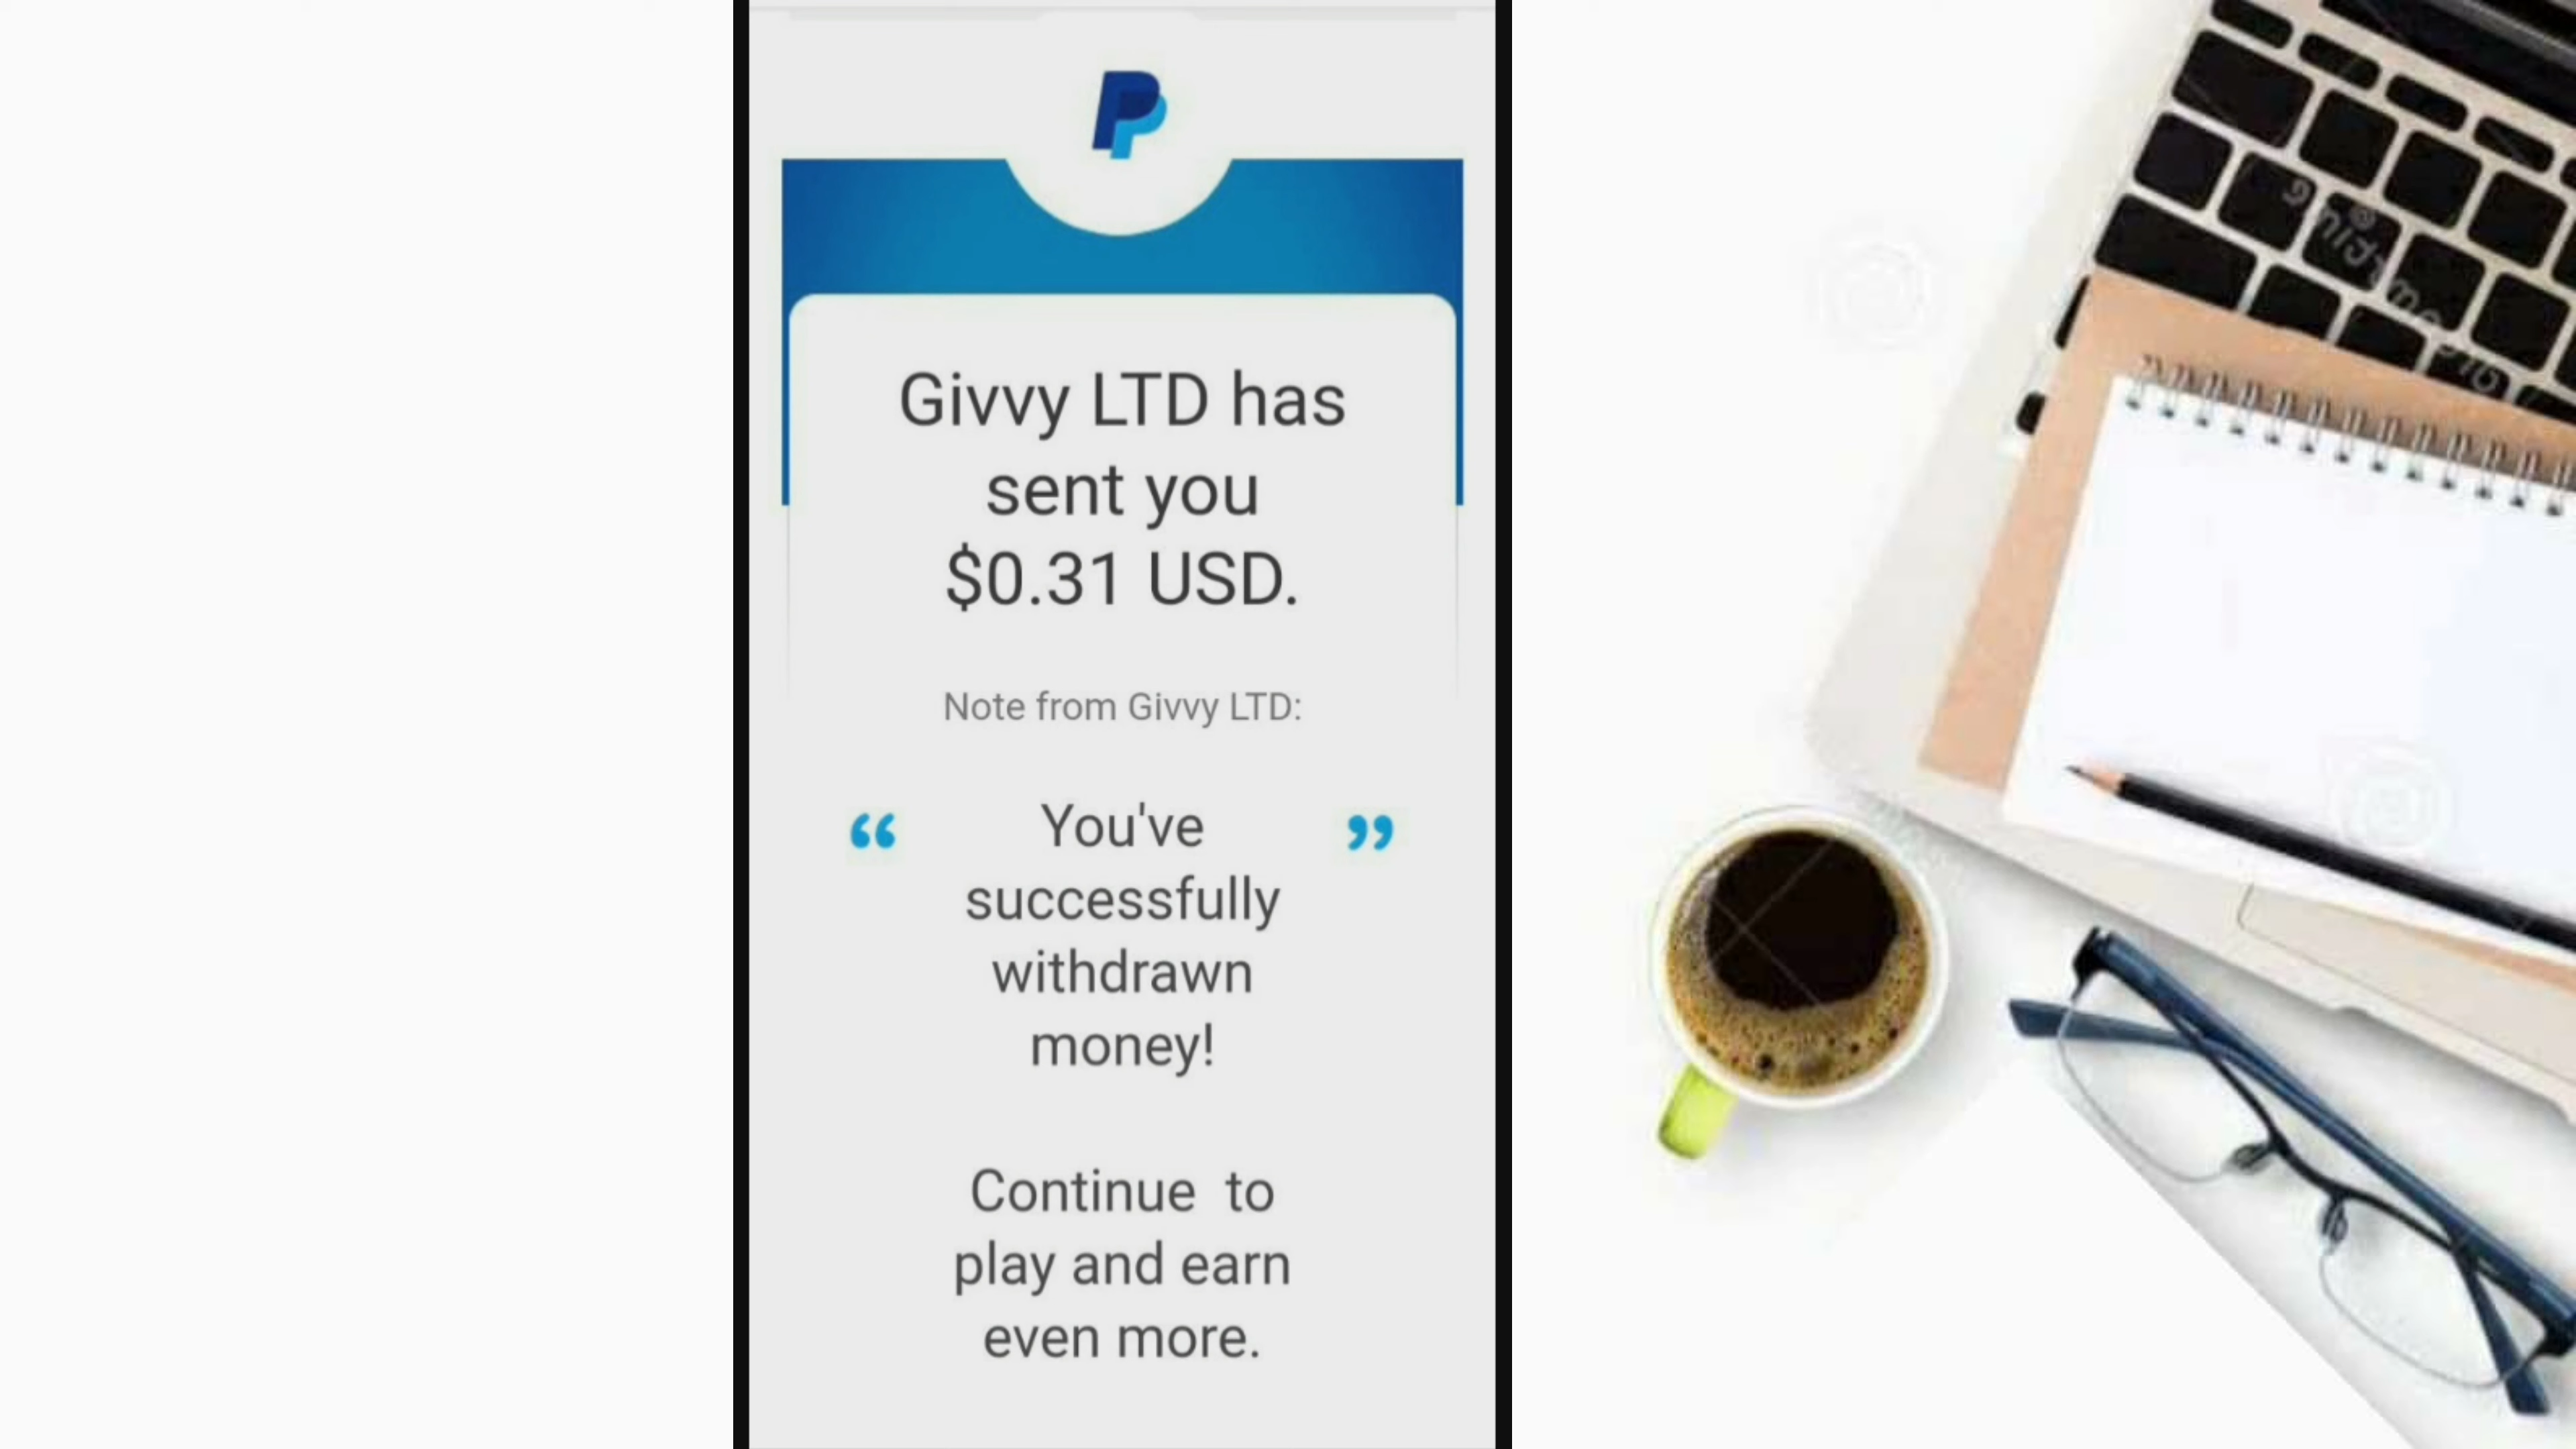 Givvy LTD has
sent you
$0.31 USD.
Note from Givvy LTD:
“ You've ”
successfully
withdrawn
money!
Continue to
play and earn
even more.